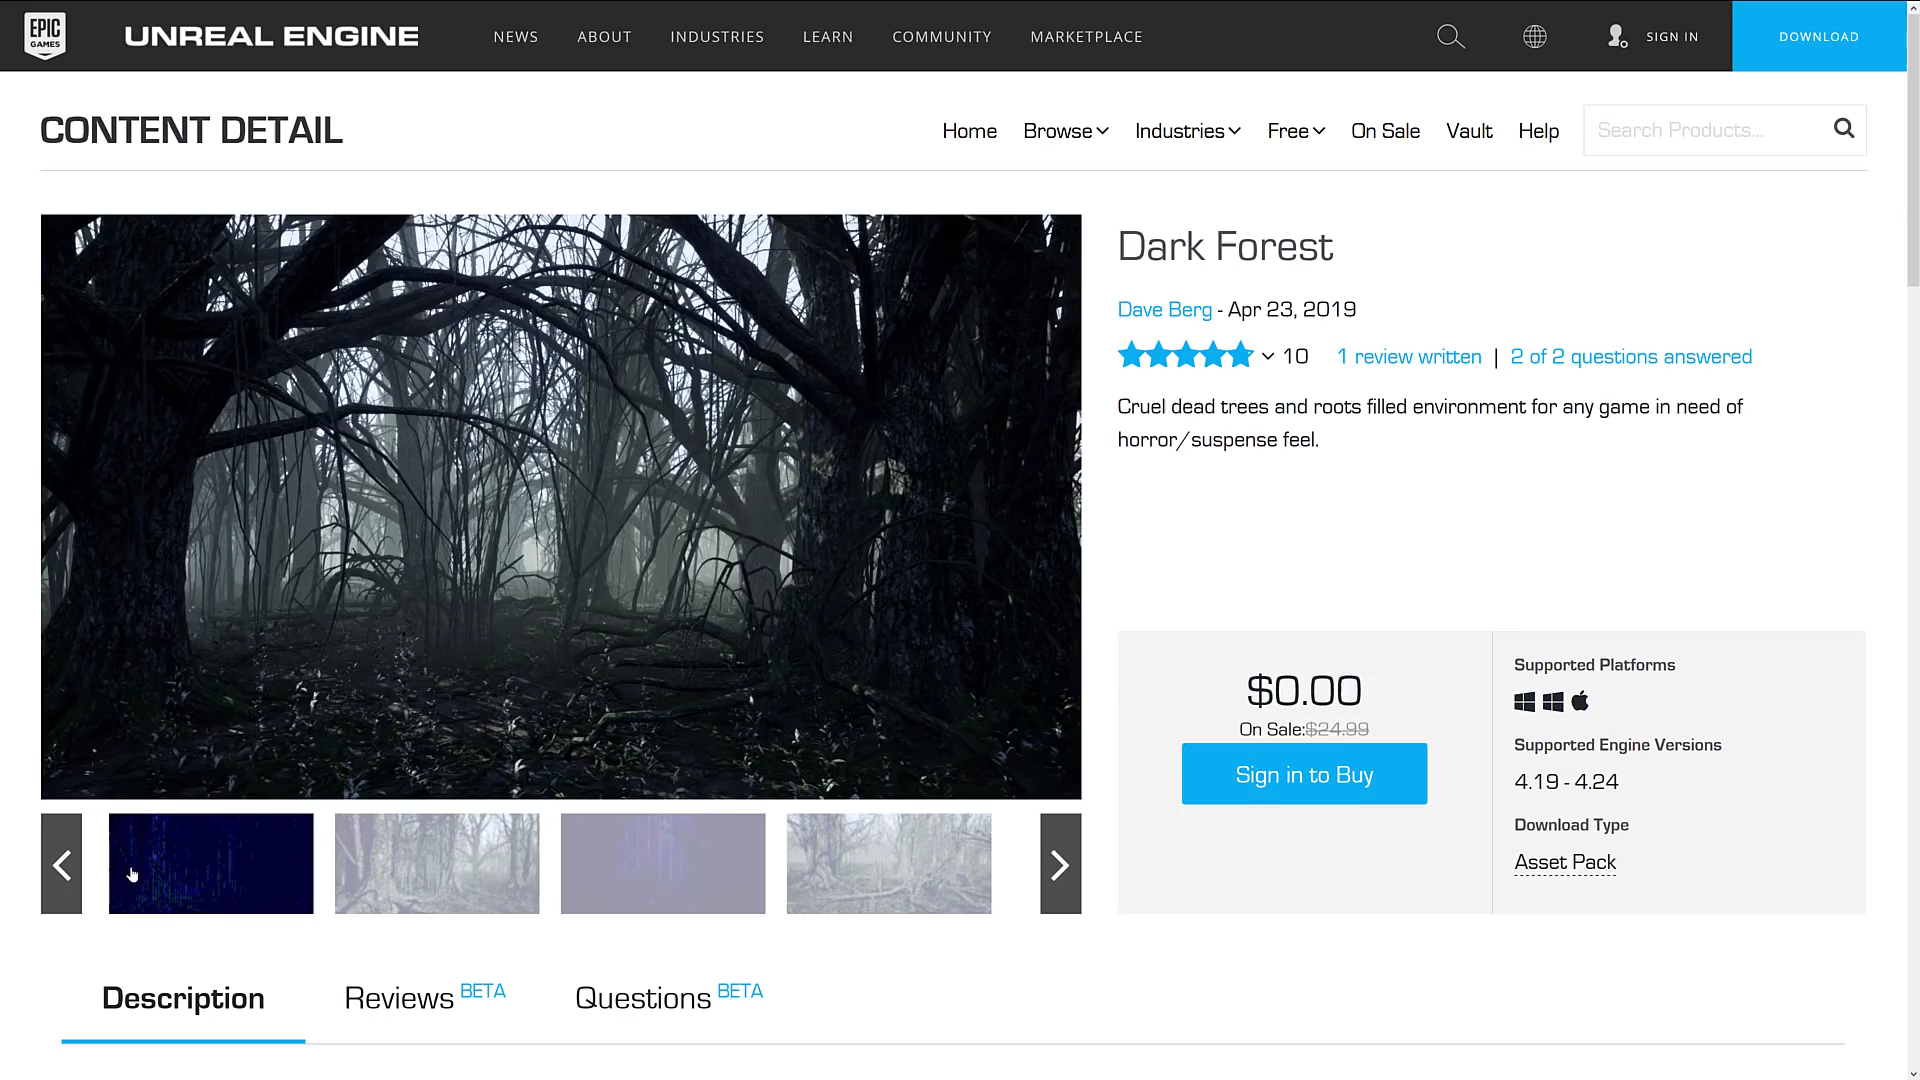 EPIC
GAMES
UNREAL ENGINE
NEWS
ABOUT
INDUSTRIES
LEARN
COMMUNITY
MARKETPLACE
SIGN IN
DOWNLOAD
CONTENT DETAIL
Home
Browse
Industries
Free
On Sale
Vault
Help
Search Products...
Dark Forest
Dave Berg - Apr 23, 2019
10
1 review written | 2 of 2 questions answered
Cruel dead trees and roots filled environment for any game in need of
horror/suspense feel.
$0.00
On Sale:$24.99
Sign in to Buy
Supported Platforms
Supported Engine Versions
4.19 - 4.24
Download Type
Asset Pack
Description
Reviews BETA
Questions BETA